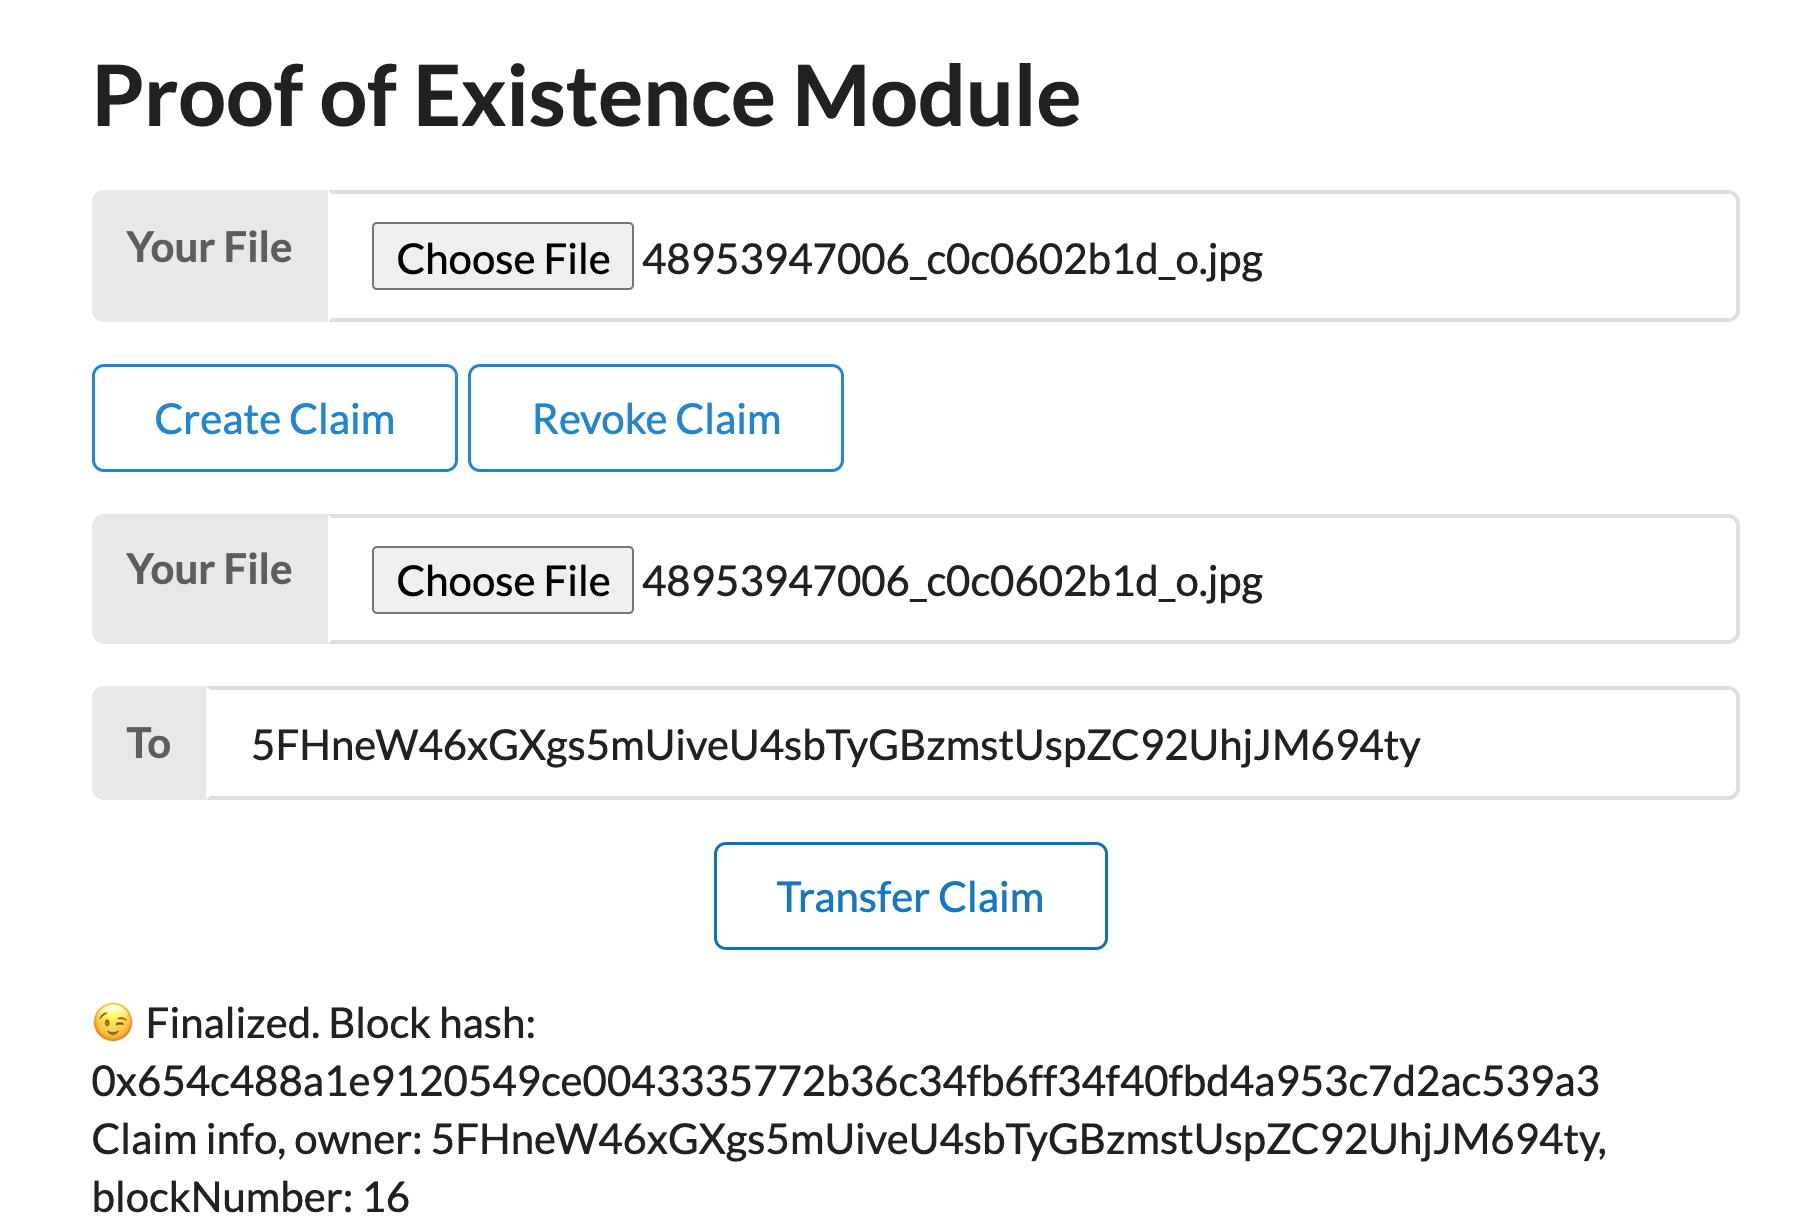 Proof of Existence Module
Your File
Choose File 48953947006_c0c0602b1d_o.jpg
Create Claim
Revoke Claim
Your File
Choose File 48953947006_c0c0602b1d_o.jpg
To
5FHneW46xGXgs5mUiveU4sbTyGBzmstUspZC92UhjJM694ty
Transfer Claim
😉 Finalized. Block hash:
0x654c488a1e9120549ce0043335772b36c34fb6ff34f40fbd4a953c7d2ac539a3
Claim info, owner: 5FHneW46xGXgs5mUiveU4sbTyGBzmstUspZC92UhjJM694ty,
blockNumber: 16